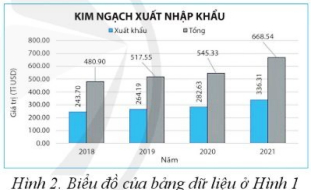 KIM NGẠCH XUẤT NHẬP KHẨU
Xuất khẩu Tổng
Giá trị (Tỉ USD)
800.00
700.00
600.00
500.00
400.00
300.00
200.00
100.00
0.00
243.70 480.90 264.19 517.55 282.63 545.33 336.31 668.54
2018 2019 2020 2021
Năm
Hình 2. Biểu đồ của bảng dữ liệu ở Hình 1